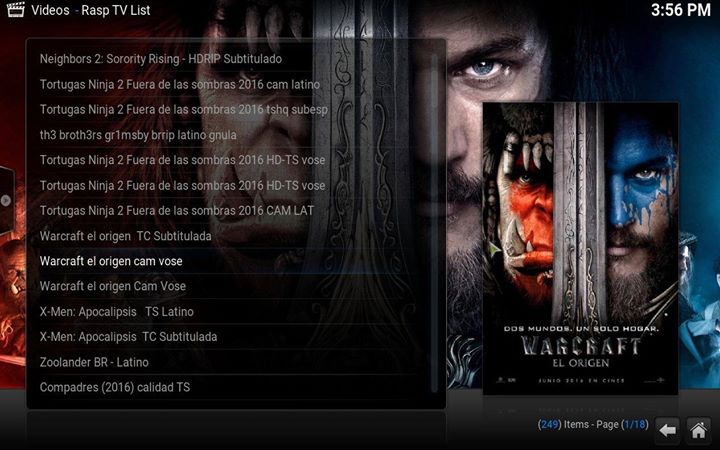 Videos - Rasp TV List
3:56 PM
Neighbors 2: Sorority Rising - HDRIP Subtitulado
Tortugas Ninja 2 Fuera de las sombras 2016 cam latino
Tortugas Ninja 2 Fuera de las sombras 2016 tshq subesp
th3 broth3rs gr1msby brrip latino gnula
Tortugas Ninja 2 Fuera de las sombras 2016 HD-TS vose
Tortugas Ninja 2 Fuera de las sombras 2016 HD-TS vose
Tortugas Ninja 2 Fuera de las sombras 2016 CAM LAT
Warcraft el origen TC Subtitulada
Warcraft el origen cam vose
Warcraft el origen Cam Vose
X-Men: Apocalipsis TS Latino
X-Men: Apocalipsis TC Subtitulada
Zoolander BR - Latino
Compadres (2016) calidad TS
DOS MUNDOS. UN SOLO HOGAR.
WARCRAFT
EL ORIGEN
JUNIO 2016 EN CINES
(249) Items - Page (1/18)